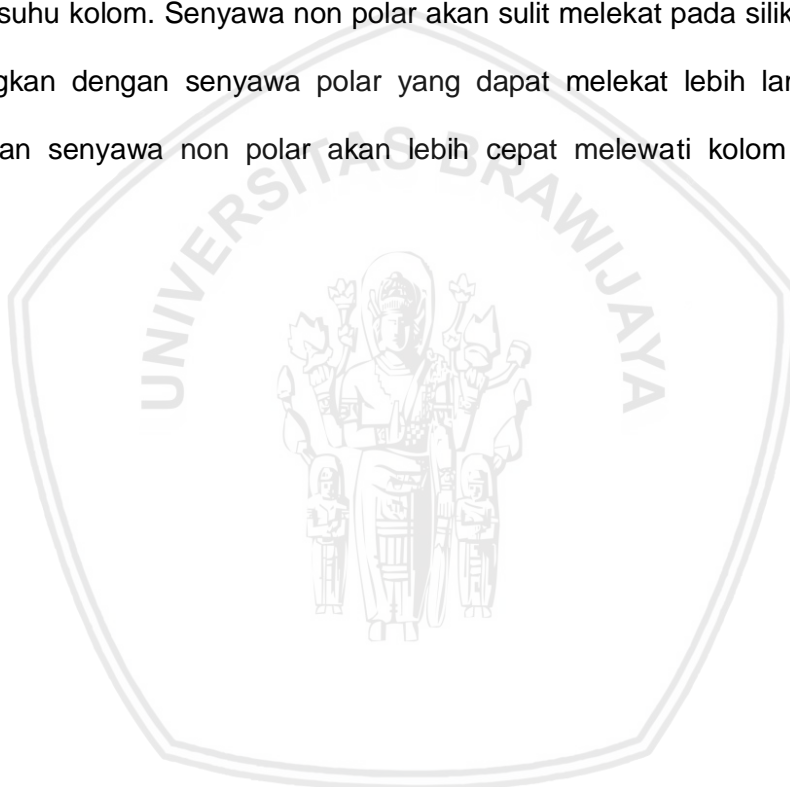 suhu kolom. Senyawa non polar akan sulit melekat pada silik
gkan dengan senyawa polar yang dapat melekat lebih lar
an senyawa non polar akan lebih cepat melewati kolom
UNIVERSITAS BRAWIJAYA